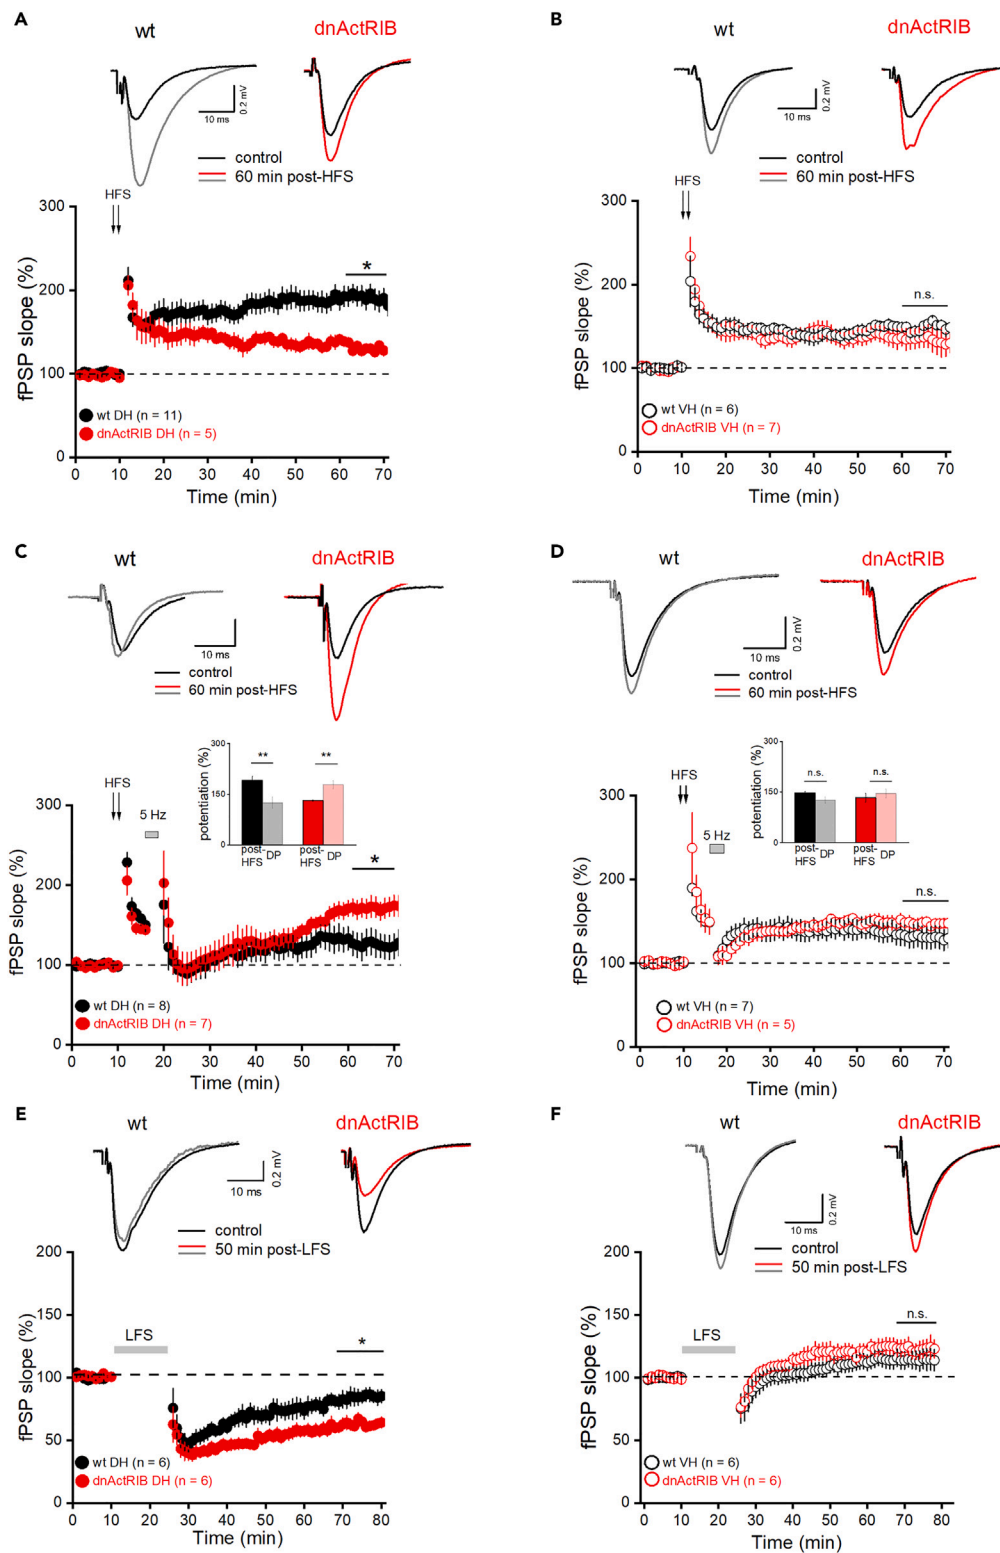 A
wt
dnActRIB
0.2 mV
10 ms
control
60 min post-HFS
HFS
300
200
100
0
fPSP slope (%)
*
wt DH (n = 11)
dnActRIB DH (n = 5)
0 10 20 30 40 50 60 70
Time (min)
B
wt
dnActRIB
0.2 mV
10 ms
control
60 min post-HFS
HFS
300
200
100
0
fPSP slope (%)
n.s.
wt VH (n = 6)
dnActRIB VH (n = 7)
0 10 20 30 40 50 60 70
Time (min)
C
wt
dnActRIB
10 ms
control
60 min post-HFS
300
150
0
potentiation (%)
** **
post-HFS DP post-HFS DP
HFS
5 Hz
300
200
100
0
fPSP slope (%)
*
wt DH (n = 8)
dnActRIB DH (n = 7)
0 10 20 30 40 50 60 70
Time (min)
D
wt
dnActRIB
0.2 mV
10 ms
control
60 min post-HFS
300
150
0
potentiation (%)
n.s. n.s.
post-HFS DP post-HFS DP
HFS
5 Hz
300
200
100
0
fPSP slope (%)
n.s.
wt VH (n = 7)
dnActRIB VH (n = 5)
0 10 20 30 40 50 60 70
Time (min)
E
wt
dnActRIB
0.2 mV
10 ms
control
50 min post-LFS
200
150
100
50
0
fPSP slope (%)
LFS
*
wt DH (n = 6)
dnActRIB DH (n = 6)
0 10 20 30 40 50 60 70 80
Time (min)
F
wt
dnActRIB
0.2 mV
10 ms
control
50 min post-LFS
200
150
100
50
0
fPSP slope (%)
LFS
n.s.
wt VH (n = 6)
dnActRIB VH (n = 6)
0 10 20 30 40 50 60 70 80
Time (min)